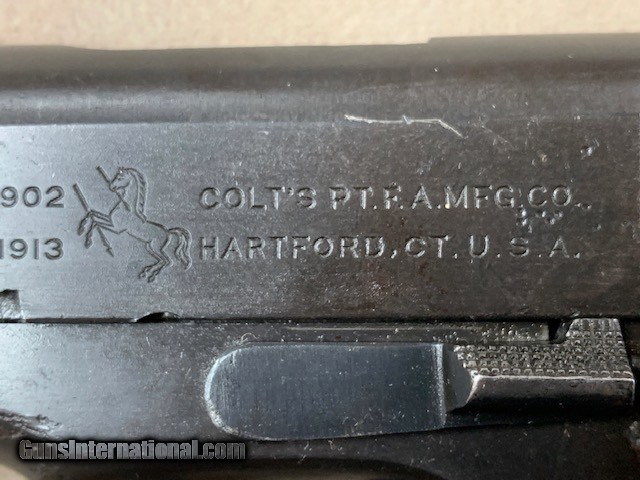 902
1913
COLT'S PT. F. A. MFG. CO.
HARTFORD, CT. U. S. A.
GunsInternational.com